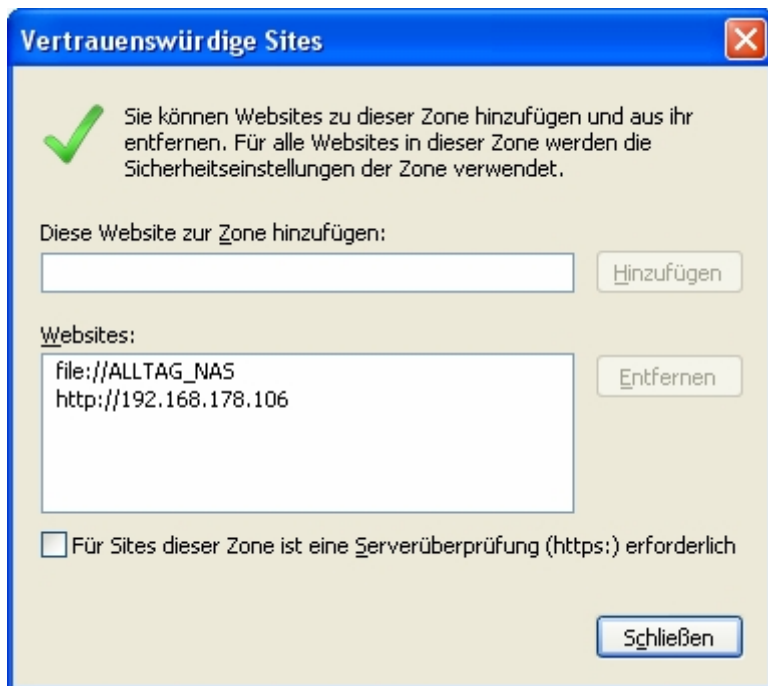 Vertrauenswürdige Sites
Sie können Websites zu dieser Zone hinzufügen und aus ihr
entfernen. Für alle Websites in dieser Zone werden die
Sicherheitseinstellungen der Zone verwendet.
Diese Website zur Zone hinzufügen:
Hinzufügen
Websites:
file://ALLTAG_NAS
http://192.168.178.106
Entfernen
Für Sites dieser Zone ist eine Serverüberprüfung (https:) erforderlich
Schließen